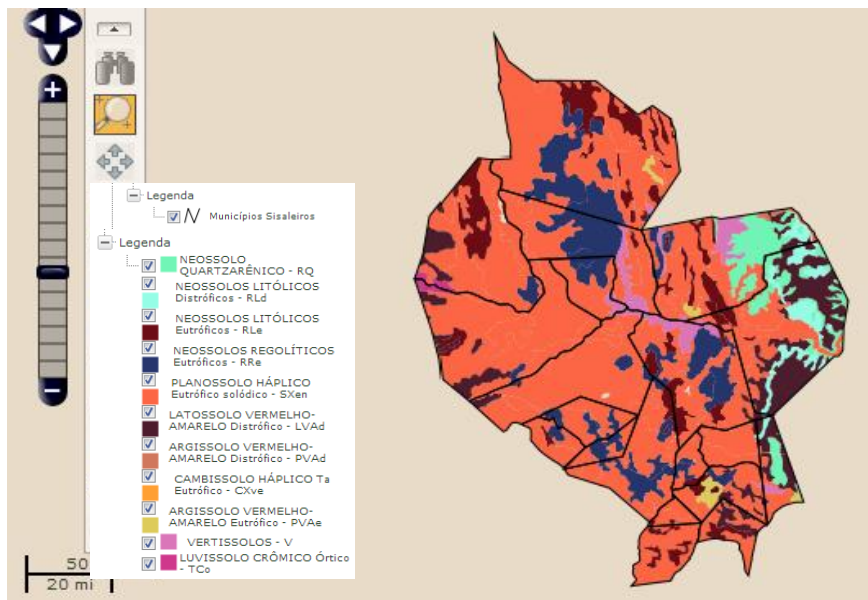 Legenda
Municípios Sisaleiros
Legenda
NEOSSOLO
QUARTZARÊNICO - RQ
NEOSSOLOS LITÓLICOS
Distróficos - RLd
NEOSSOLOS LITÓLICOS
Eutróficos - RLe
NEOSSOLOS REGOLÍTICOS
Eutróficos - RRe
PLANOSSOLO HÁPLICO
Eutrófico solódico - SXen
LATOSSOLO VERMELHO-
AMARELO Distrófico - LVAd
ARGISSOLO VERMELHO-
AMARELO Distrófico - PVAd
CAMBISSOLO HÁPLICO Ta
Eutrófico - CXve
ARGISSOLO VERMELHO-
AMARELO Eutrófico - PVAe
VERTISSOLOS - V
LUVISSOLO CRÔMICO Órtico
- TCo
50
20 mi